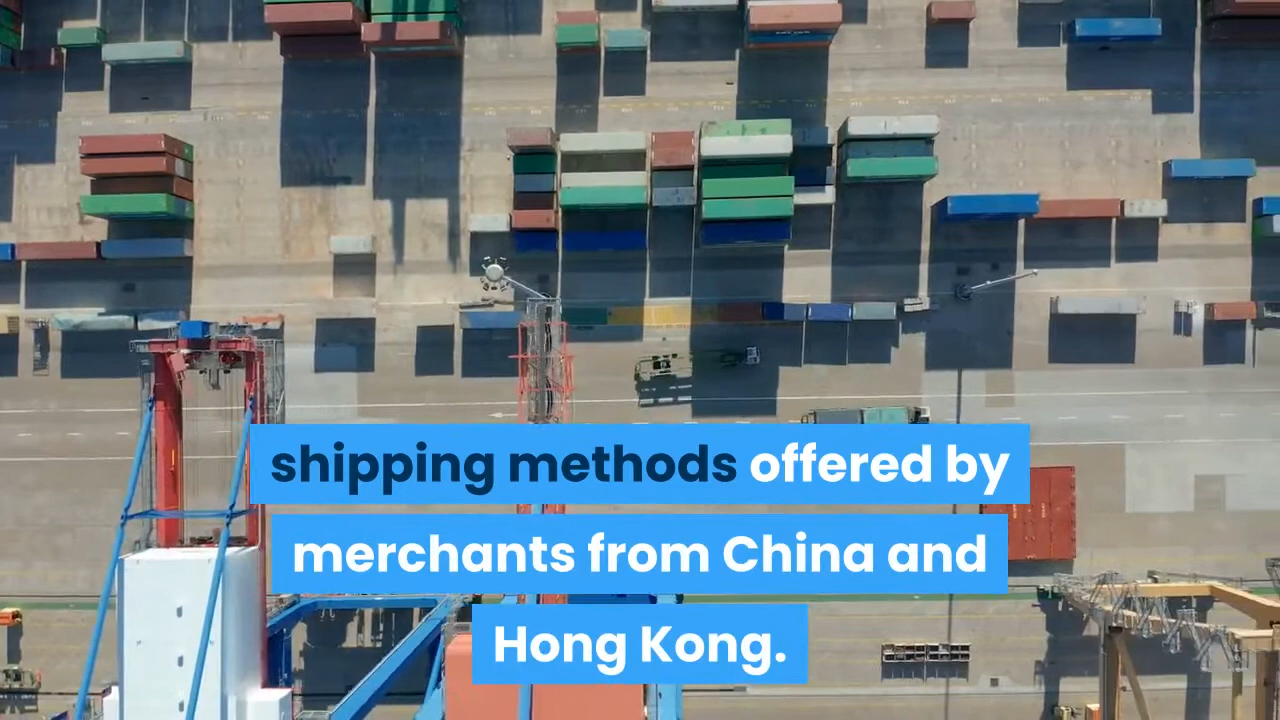 shipping methods offered by
merchants from China and
Hong Kong.